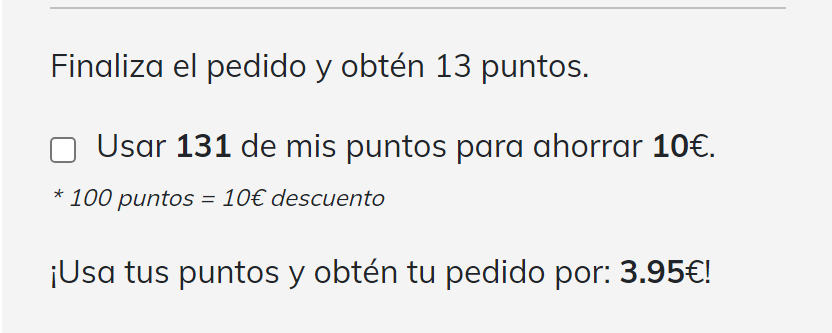 Finaliza el pedido y obtén 13 puntos.
Usar 131 de mis puntos para ahorrar 10€.
* 100 puntos = 10€ descuento
¡Usa tus puntos y obtén tu pedido por: 3.95€!